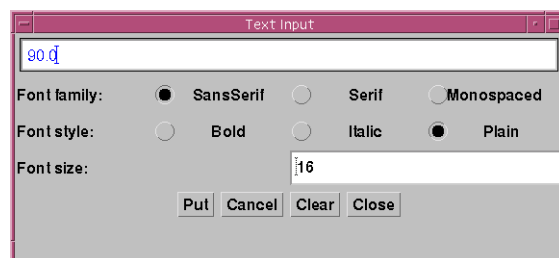 Text Input
90.0
Font family: SansSerif Serif Monospaced
Font style: Bold Italic Plain
Font size: 16
Put Cancel Clear Close